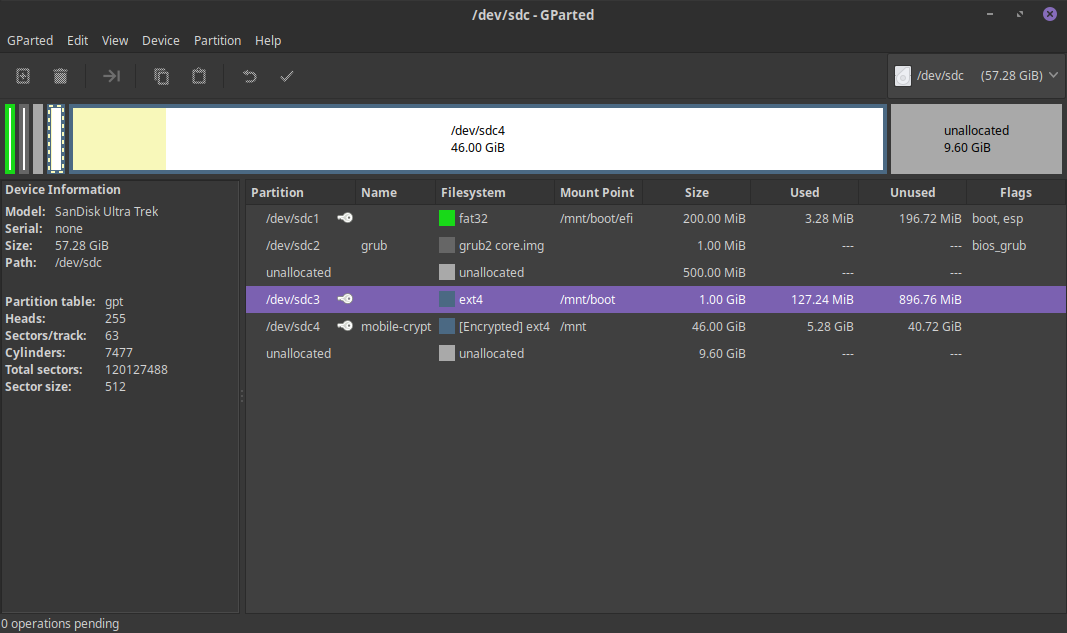 /dev/sdc - GParted
GParted Edit View Device Partition Help
/dev/sdc (57.28 GiB)
/dev/sdc4
46.00 GiB
unallocated
9.60 GiB
Device Information
Model: SanDisk Ultra Trek
Serial: none
Size: 57.28 GiB
Path: /dev/sdc
Partition table: gpt
Heads: 255
Sectors/track: 63
Cylinders: 7477
Total sectors: 120127488
Sector size: 512
Partition Name Filesystem Mount Point Size Used Unused Flags
/dev/sdc1 fat32 /mnt/boot/efi 200.00 MiB 3.28 MiB 196.72 MiB boot, esp
/dev/sdc2 grub grub2 core.img 1.00 MiB --- --- bios_grub
unallocated unallocated 500.00 MiB --- ---
/dev/sdc3 ext4 /mnt/boot 1.00 GiB 127.24 MiB 896.76 MiB
/dev/sdc4 mobile-crypt [Encrypted] ext4 /mnt 46.00 GiB 5.28 GiB 40.72 GiB
unallocated unallocated 9.60 GiB --- ---
0 operations pending